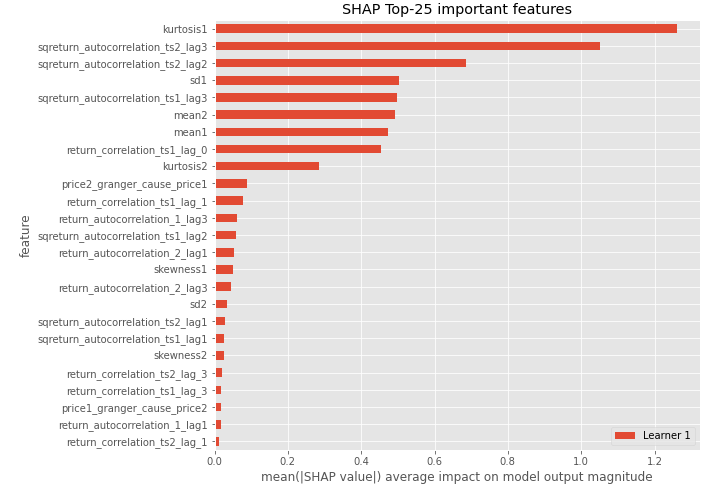 SHAP Top-25 important features
kurtosis1
sqreturn_autocorrelation_ts2_lag3
sqreturn_autocorrelation_ts2_lag2
sd1
sqreturn_autocorrelation_ts1_lag3
mean2
mean1
return_correlation_ts1_lag_0
kurtosis2
price2_granger_cause_price1
return_correlation_ts1_lag_1
return_autocorrelation_1_lag3
sqreturn_autocorrelation_ts1_lag2
return_autocorrelation_2_lag1
skewness1
return_autocorrelation_2_lag3
sd2
sqreturn_autocorrelation_ts2_lag1
sqreturn_autocorrelation_ts1_lag1
skewness2
return_correlation_ts2_lag_3
return_correlation_ts1_lag_3
price1_granger_cause_price2
return_autocorrelation_1_lag1
return_correlation_ts2_lag_1
feature
Learner 1
0.0 0.2 0.4 0.6 0.8 1.0 1.2
mean(|SHAP value|) average impact on model output magnitude